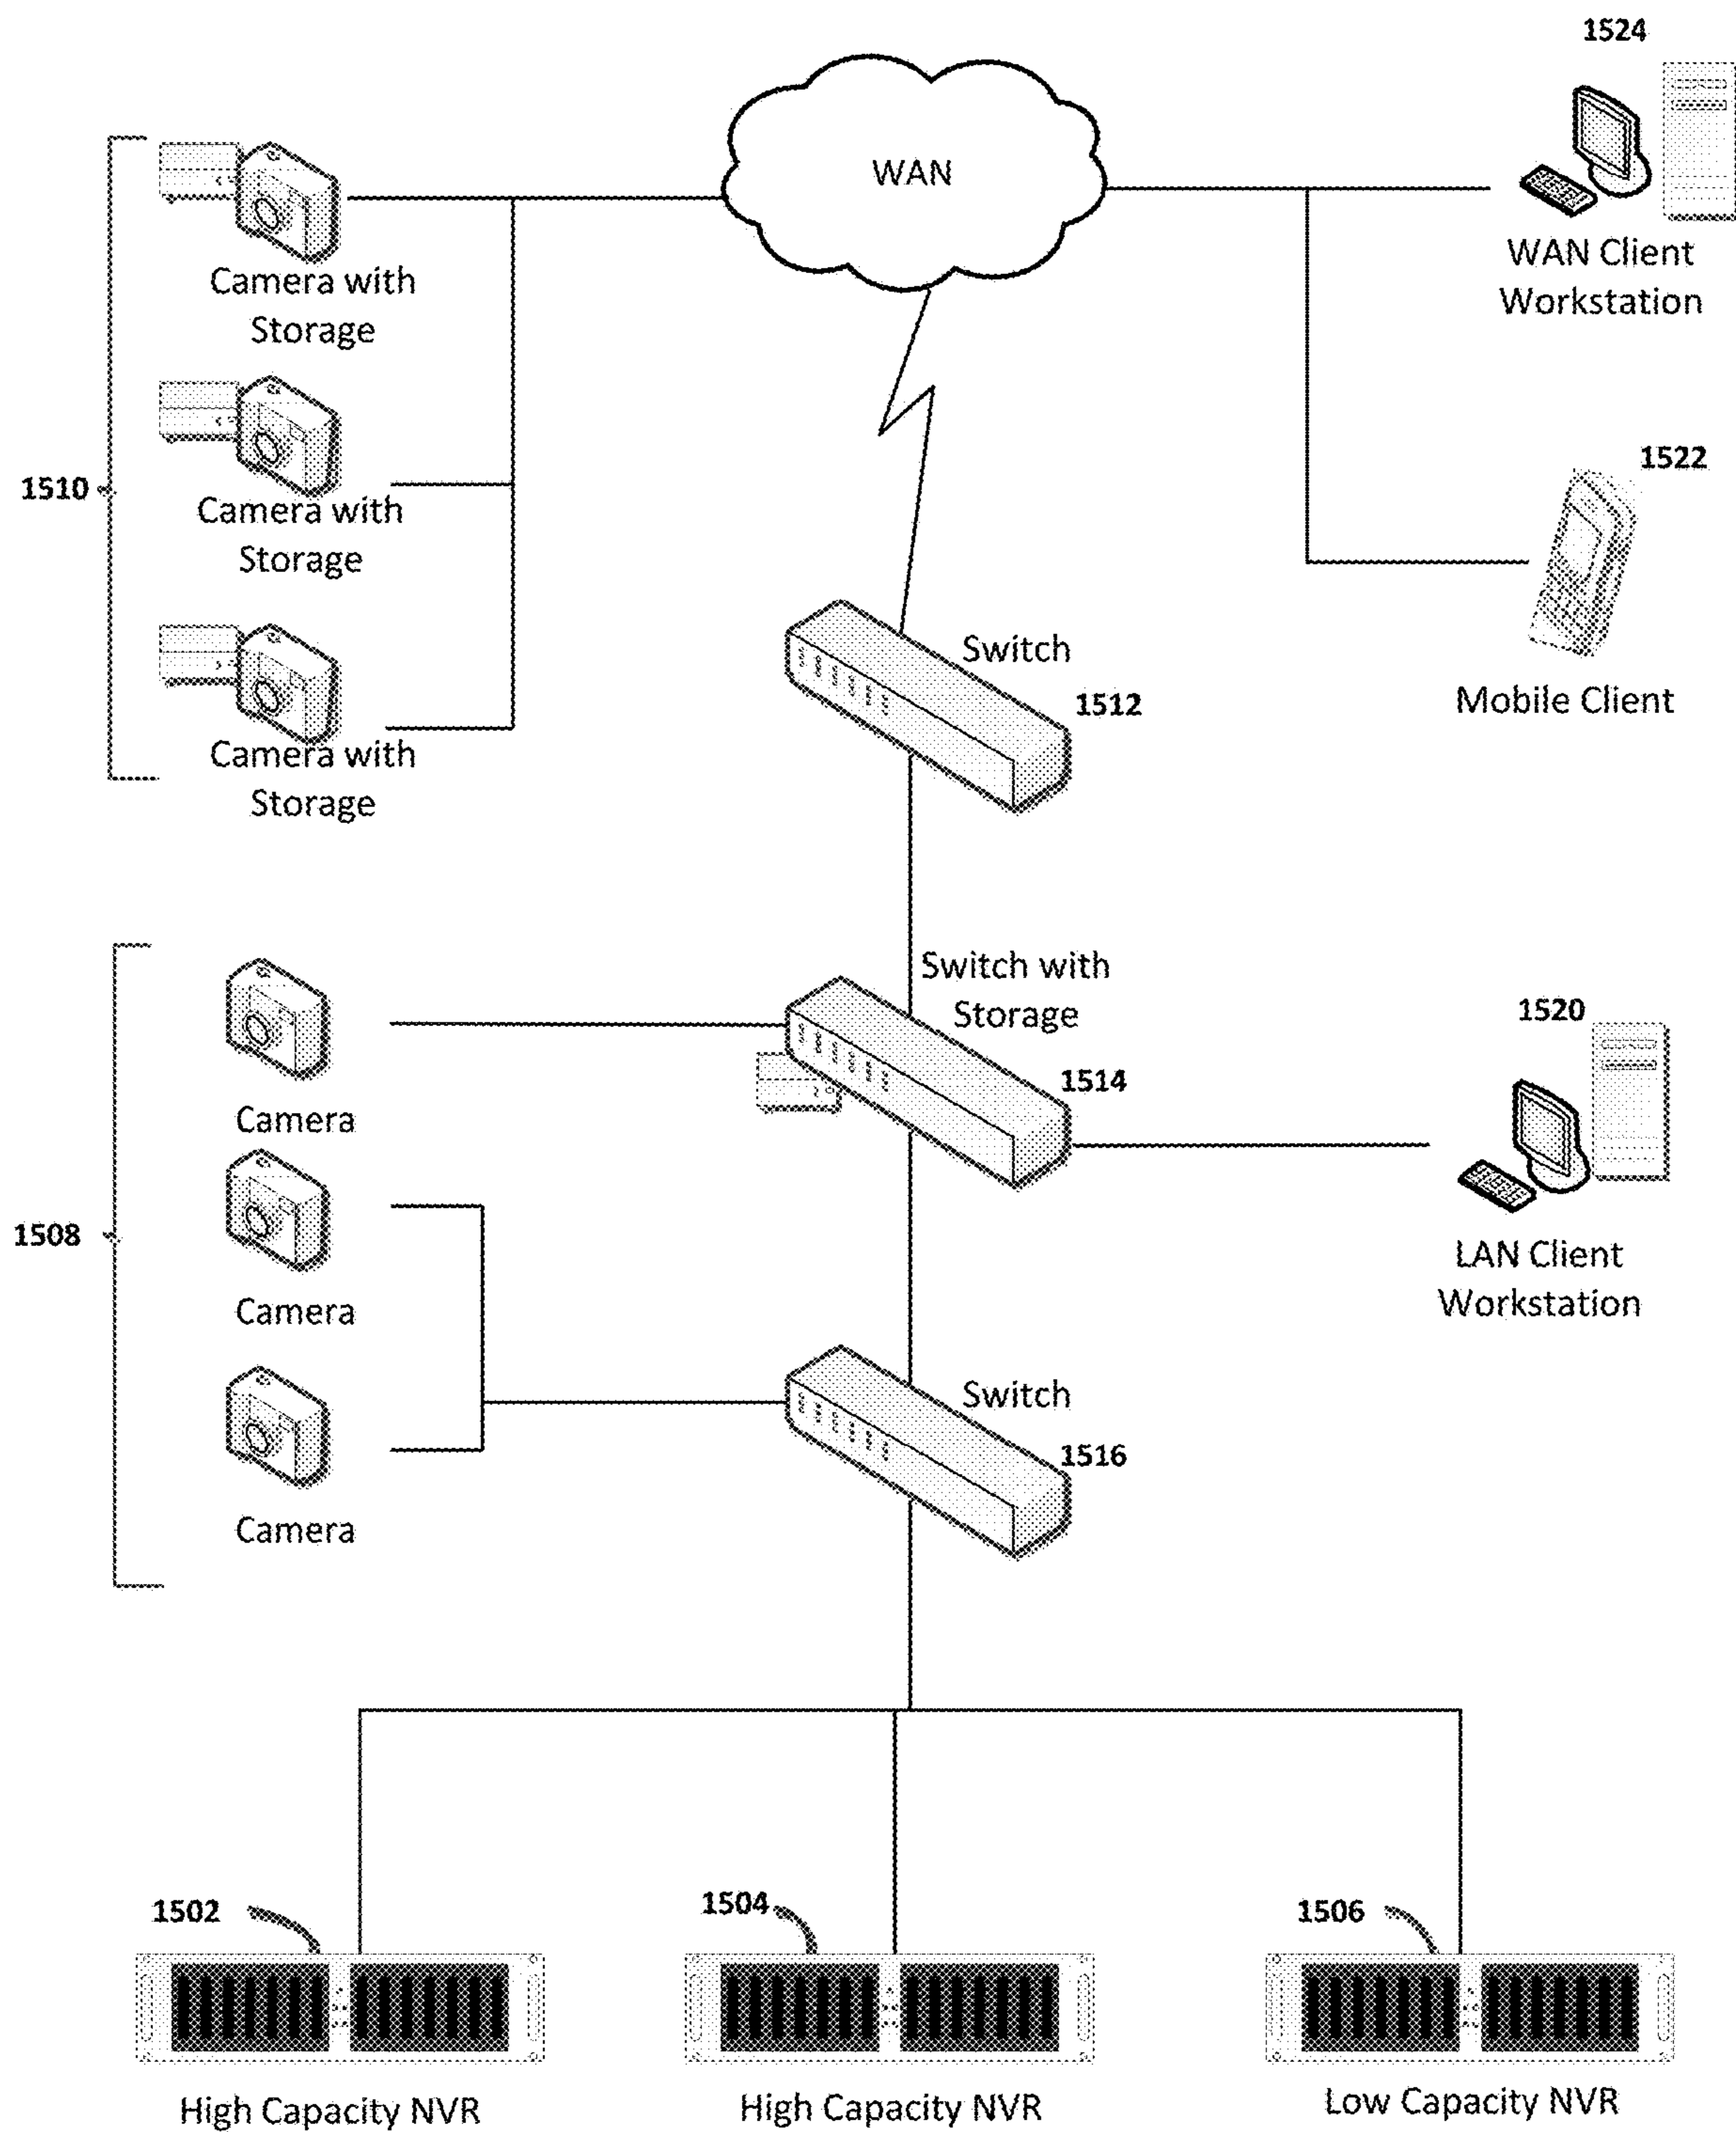 1524
WAN
WAN Client
Workstation
Camera with
Storage
1510
Camera with
Storage
1522
Mobile Client
Camera with
Storage
Switch
1512
Switch with
Storage
1514
1520
LAN Client
Workstation
1508
Camera
Camera
Camera
Switch
1516
1502
1504
1506
High Capacity NVR
High Capacity NVR
Low Capacity NVR